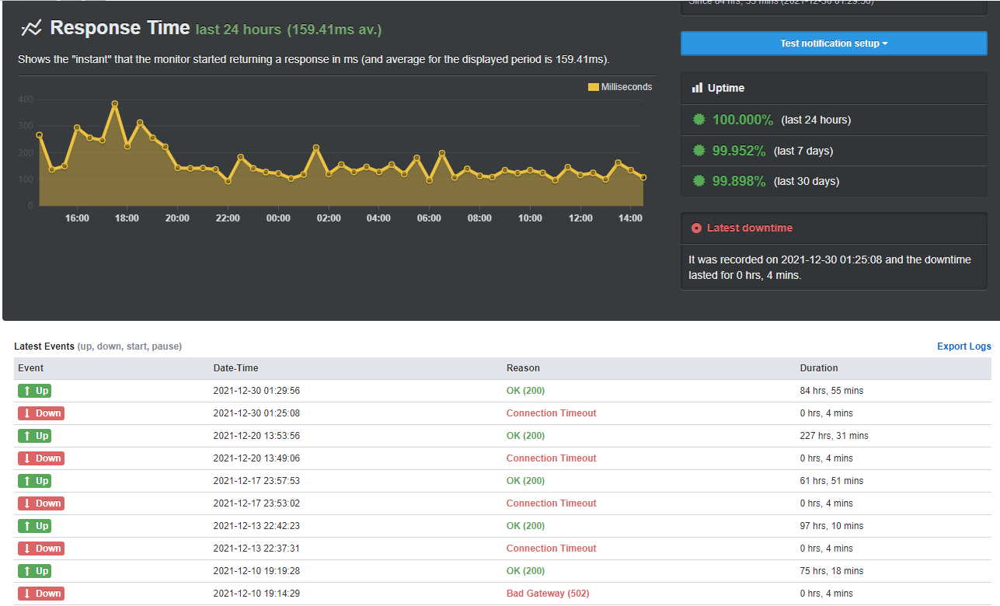 Since 84 hrs, 55 mins (2021-12-30 01:29:56)
Response Time last 24 hours (159.41ms av.)
Shows the "instant" that the monitor started returning a response in ms (and average for the displayed period is 159.41ms).
Milliseconds
400
300
200
100
0
16:00 18:00 20:00 22:00 00:00 02:00 04:00 06:00 08:00 10:00 12:00 14:00
Test notification setup
Uptime
100.000% (last 24 hours)
99.952% (last 7 days)
99.898% (last 30 days)
Latest downtime
It was recorded on 2021-12-30 01:25:08 and the downtime
lasted for 0 hrs, 4 mins.
Latest Events (up, down, start, pause) Export Logs
Event Date-Time Reason Duration
Up 2021-12-30 01:29:56 OK (200) 84 hrs, 55 mins
Down 2021-12-30 01:25:08 Connection Timeout 0 hrs, 4 mins
Up 2021-12-20 13:53:56 OK (200) 227 hrs, 31 mins
Down 2021-12-20 13:49:06 Connection Timeout 0 hrs, 4 mins
Up 2021-12-17 23:57:53 OK (200) 61 hrs, 51 mins
Down 2021-12-17 23:53:02 Connection Timeout 0 hrs, 4 mins
Up 2021-12-13 22:42:23 OK (200) 97 hrs, 10 mins
Down 2021-12-13 22:37:31 Connection Timeout 0 hrs, 4 mins
Up 2021-12-10 19:19:28 OK (200) 75 hrs, 18 mins
Down 2021-12-10 19:14:29 Bad Gateway (502) 0 hrs, 4 mins